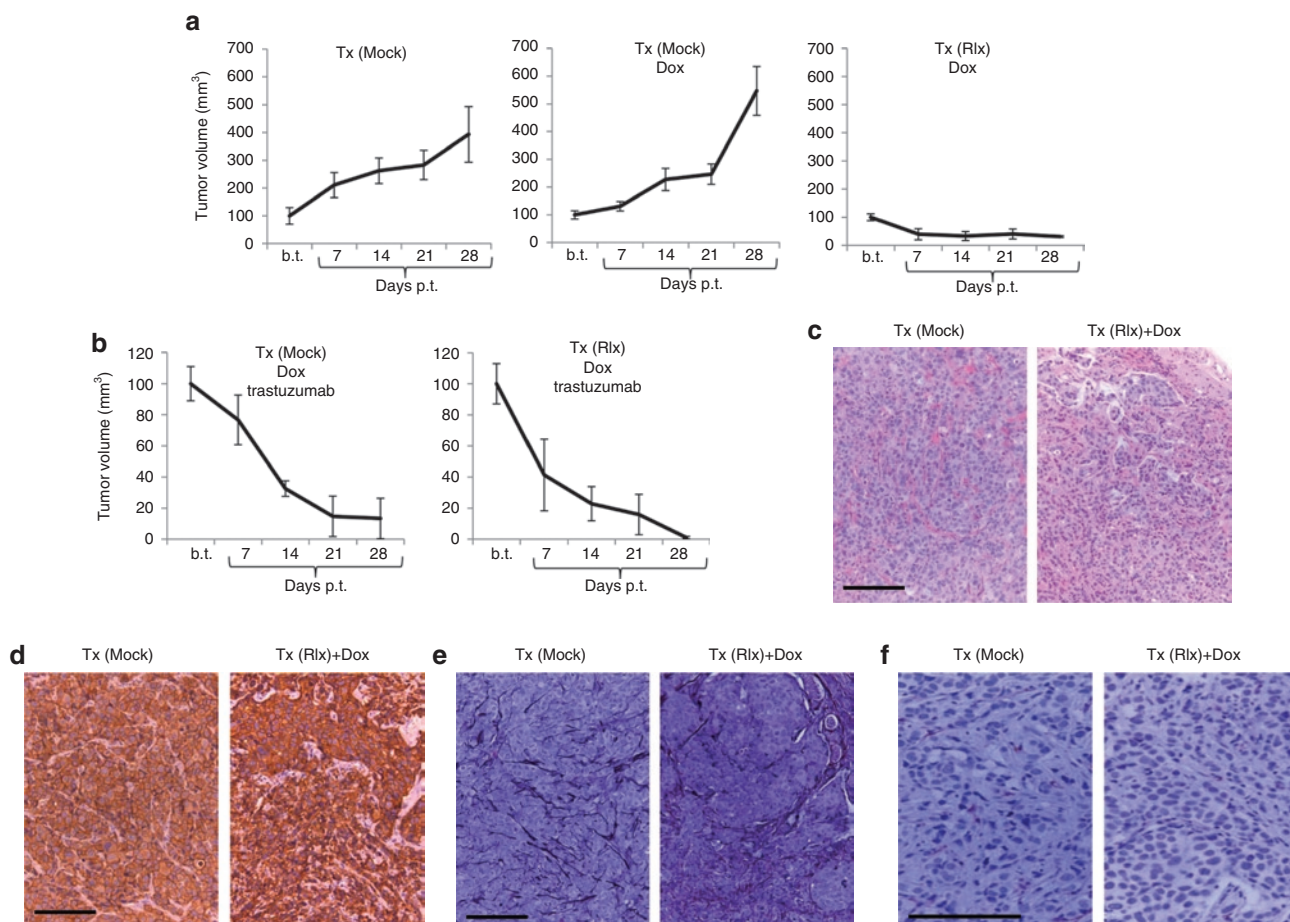 a
Tx (Mock)
Tumor volume (mm³)
700
600
500
400
300
200
100
0
b.t.
7
14
21
28
Days p.t.
Tx (Mock)
Dox
700
600
500
400
300
200
100
0
b.t.
7
14
21
28
Days p.t.
Tx (Rlx)
Dox
700
600
500
400
300
200
100
0
b.t.
7
14
21
28
Days p.t.
b
Tx (Mock)
Dox
trastuzumab
Tumor volume (mm³)
120
100
80
60
40
20
0
b.t.
7
14
21
28
Days p.t.
Tx (Rlx)
Dox
trastuzumab
120
100
80
60
40
20
0
b.t.
7
14
21
28
Days p.t.
c
Tx (Mock)
Tx (Rlx)+Dox
d
Tx (Mock)
Tx (Rlx)+Dox
e
Tx (Mock)
Tx (Rlx)+Dox
f
Tx (Mock)
Tx (Rlx)+Dox